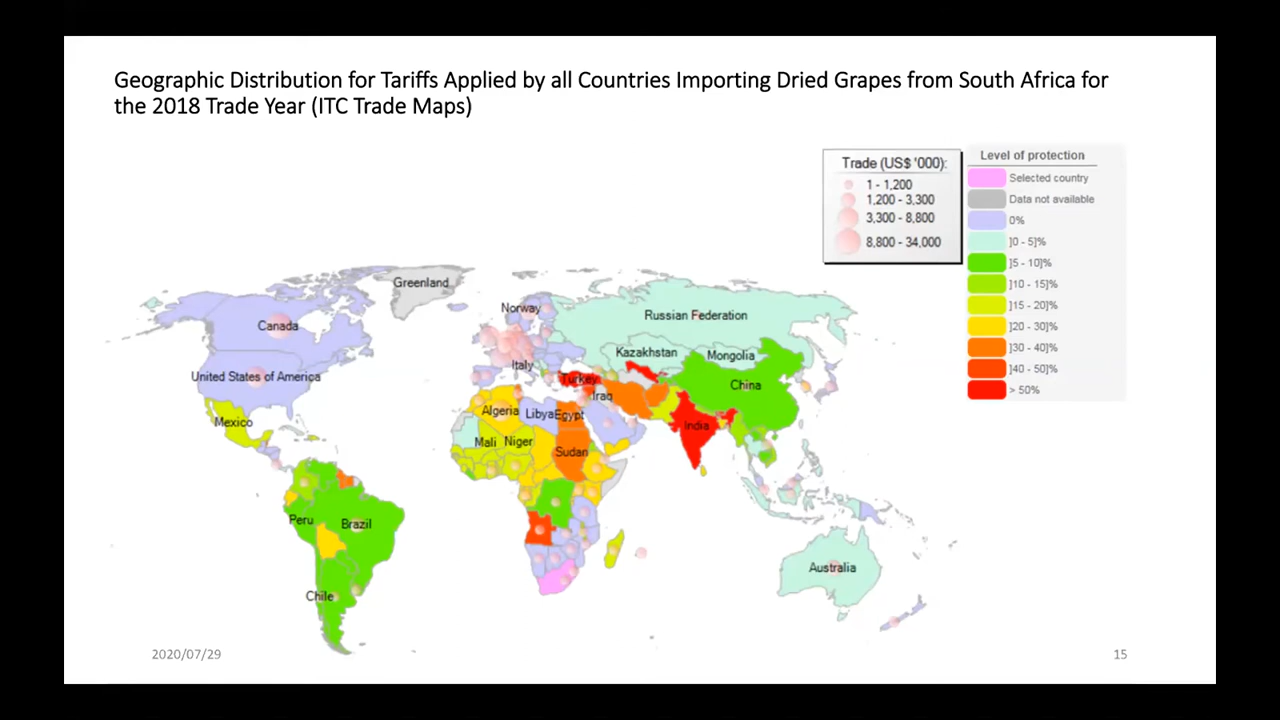 Geographic Distribution for Tariffs Applied by all Countries Importing Dried Grapes from South Africa for
the 2018 Trade Year (ITC Trade Maps)
Trade (US$ '000):
1 - 1,200
1,200 - 3,300
3,300 - 8,800
8,800 - 34,000
Level of protection
Selected country
Data not available
0%
]0 - 5]%
]5 - 10]%
]10 - 15]%
]15 - 20]%
]20 - 30]%
]30 - 40]%
]40 - 50]%
> 50%
Greenland
Norway
Russian Federation
Canada
Kazakhstan
Mongolia
Italy
United States of America
Turkey
China
Iraq
Algeria
Libya
Egypt
Mexico
India
Mali
Niger
Sudan
Peru
Brazil
Australia
Chile
2020/07/29
15